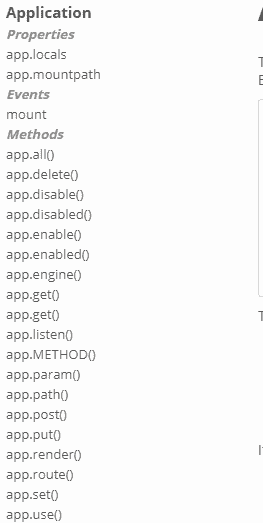 Application
Properties
app.locals
app.mountpath
Events
mount
Methods
app.all()
app.delete()
app.disable()
app.disabled()
app.enable()
app.enabled()
app.engine()
app.get()
app.get()
app.listen()
app.METHOD()
app.param()
app.path()
app.post()
app.put()
app.render()
app.route()
app.set()
app.use()